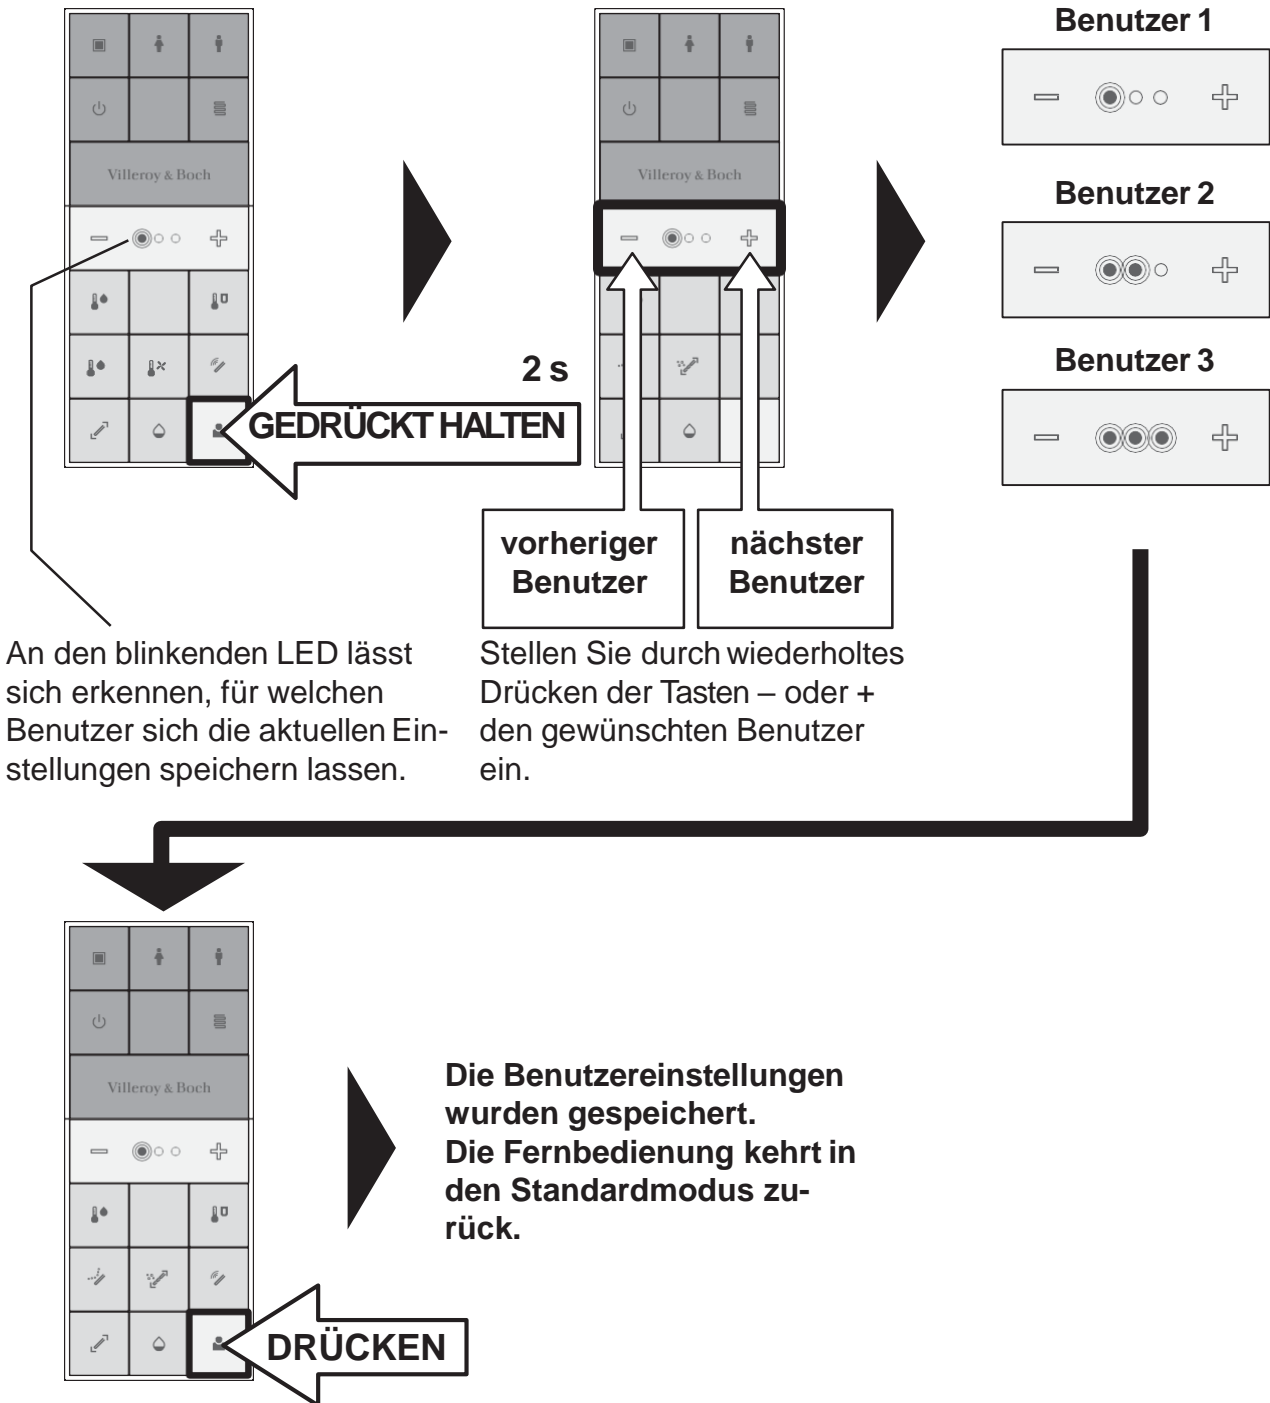 Benutzer 1
Villeroy & Boch
Villeroy & Boch
Benutzer 2
Benutzer 3
2 s
GEDRÜCKT HALTEN
vorheriger
Benutzer
nächster
Benutzer
An den blinkenden LED lässt
sich erkennen, für welchen
Benutzer sich die aktuellen Ein-
stellungen speichern lassen.
Stellen Sie durch wiederholtes
Drücken der Tasten – oder +
den gewünschten Benutzer
ein.
Villeroy & Boch
Die Benutzereinstellungen
wurden gespeichert.
Die Fernbedienung kehrt in
den Standardmodus zu-
rück.
DRÜCKEN